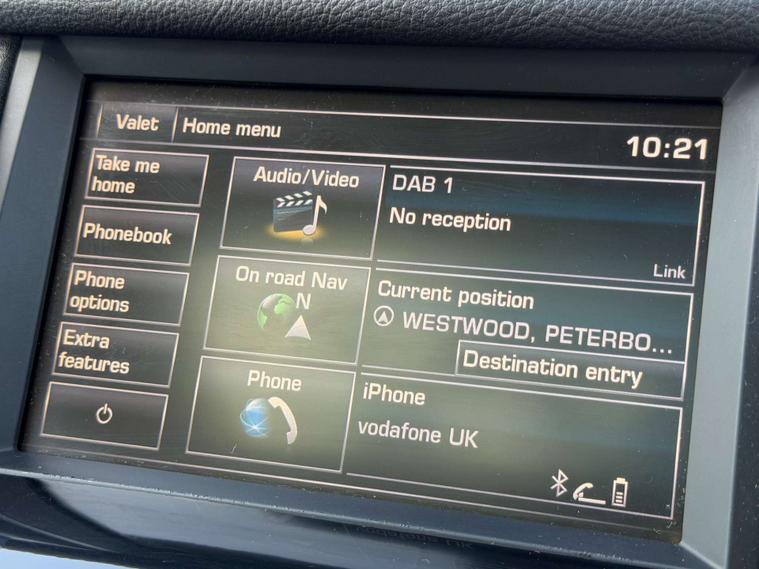 Valet
Home menu
10:21
Take me
home
Audio/Video
DAB 1
No reception
Link
Phonebook
On road Nav
N
Current position
WESTWOOD, PETERBO...
Destination entry
Phone
options
Extra
features
Phone
iPhone
vodafone UK